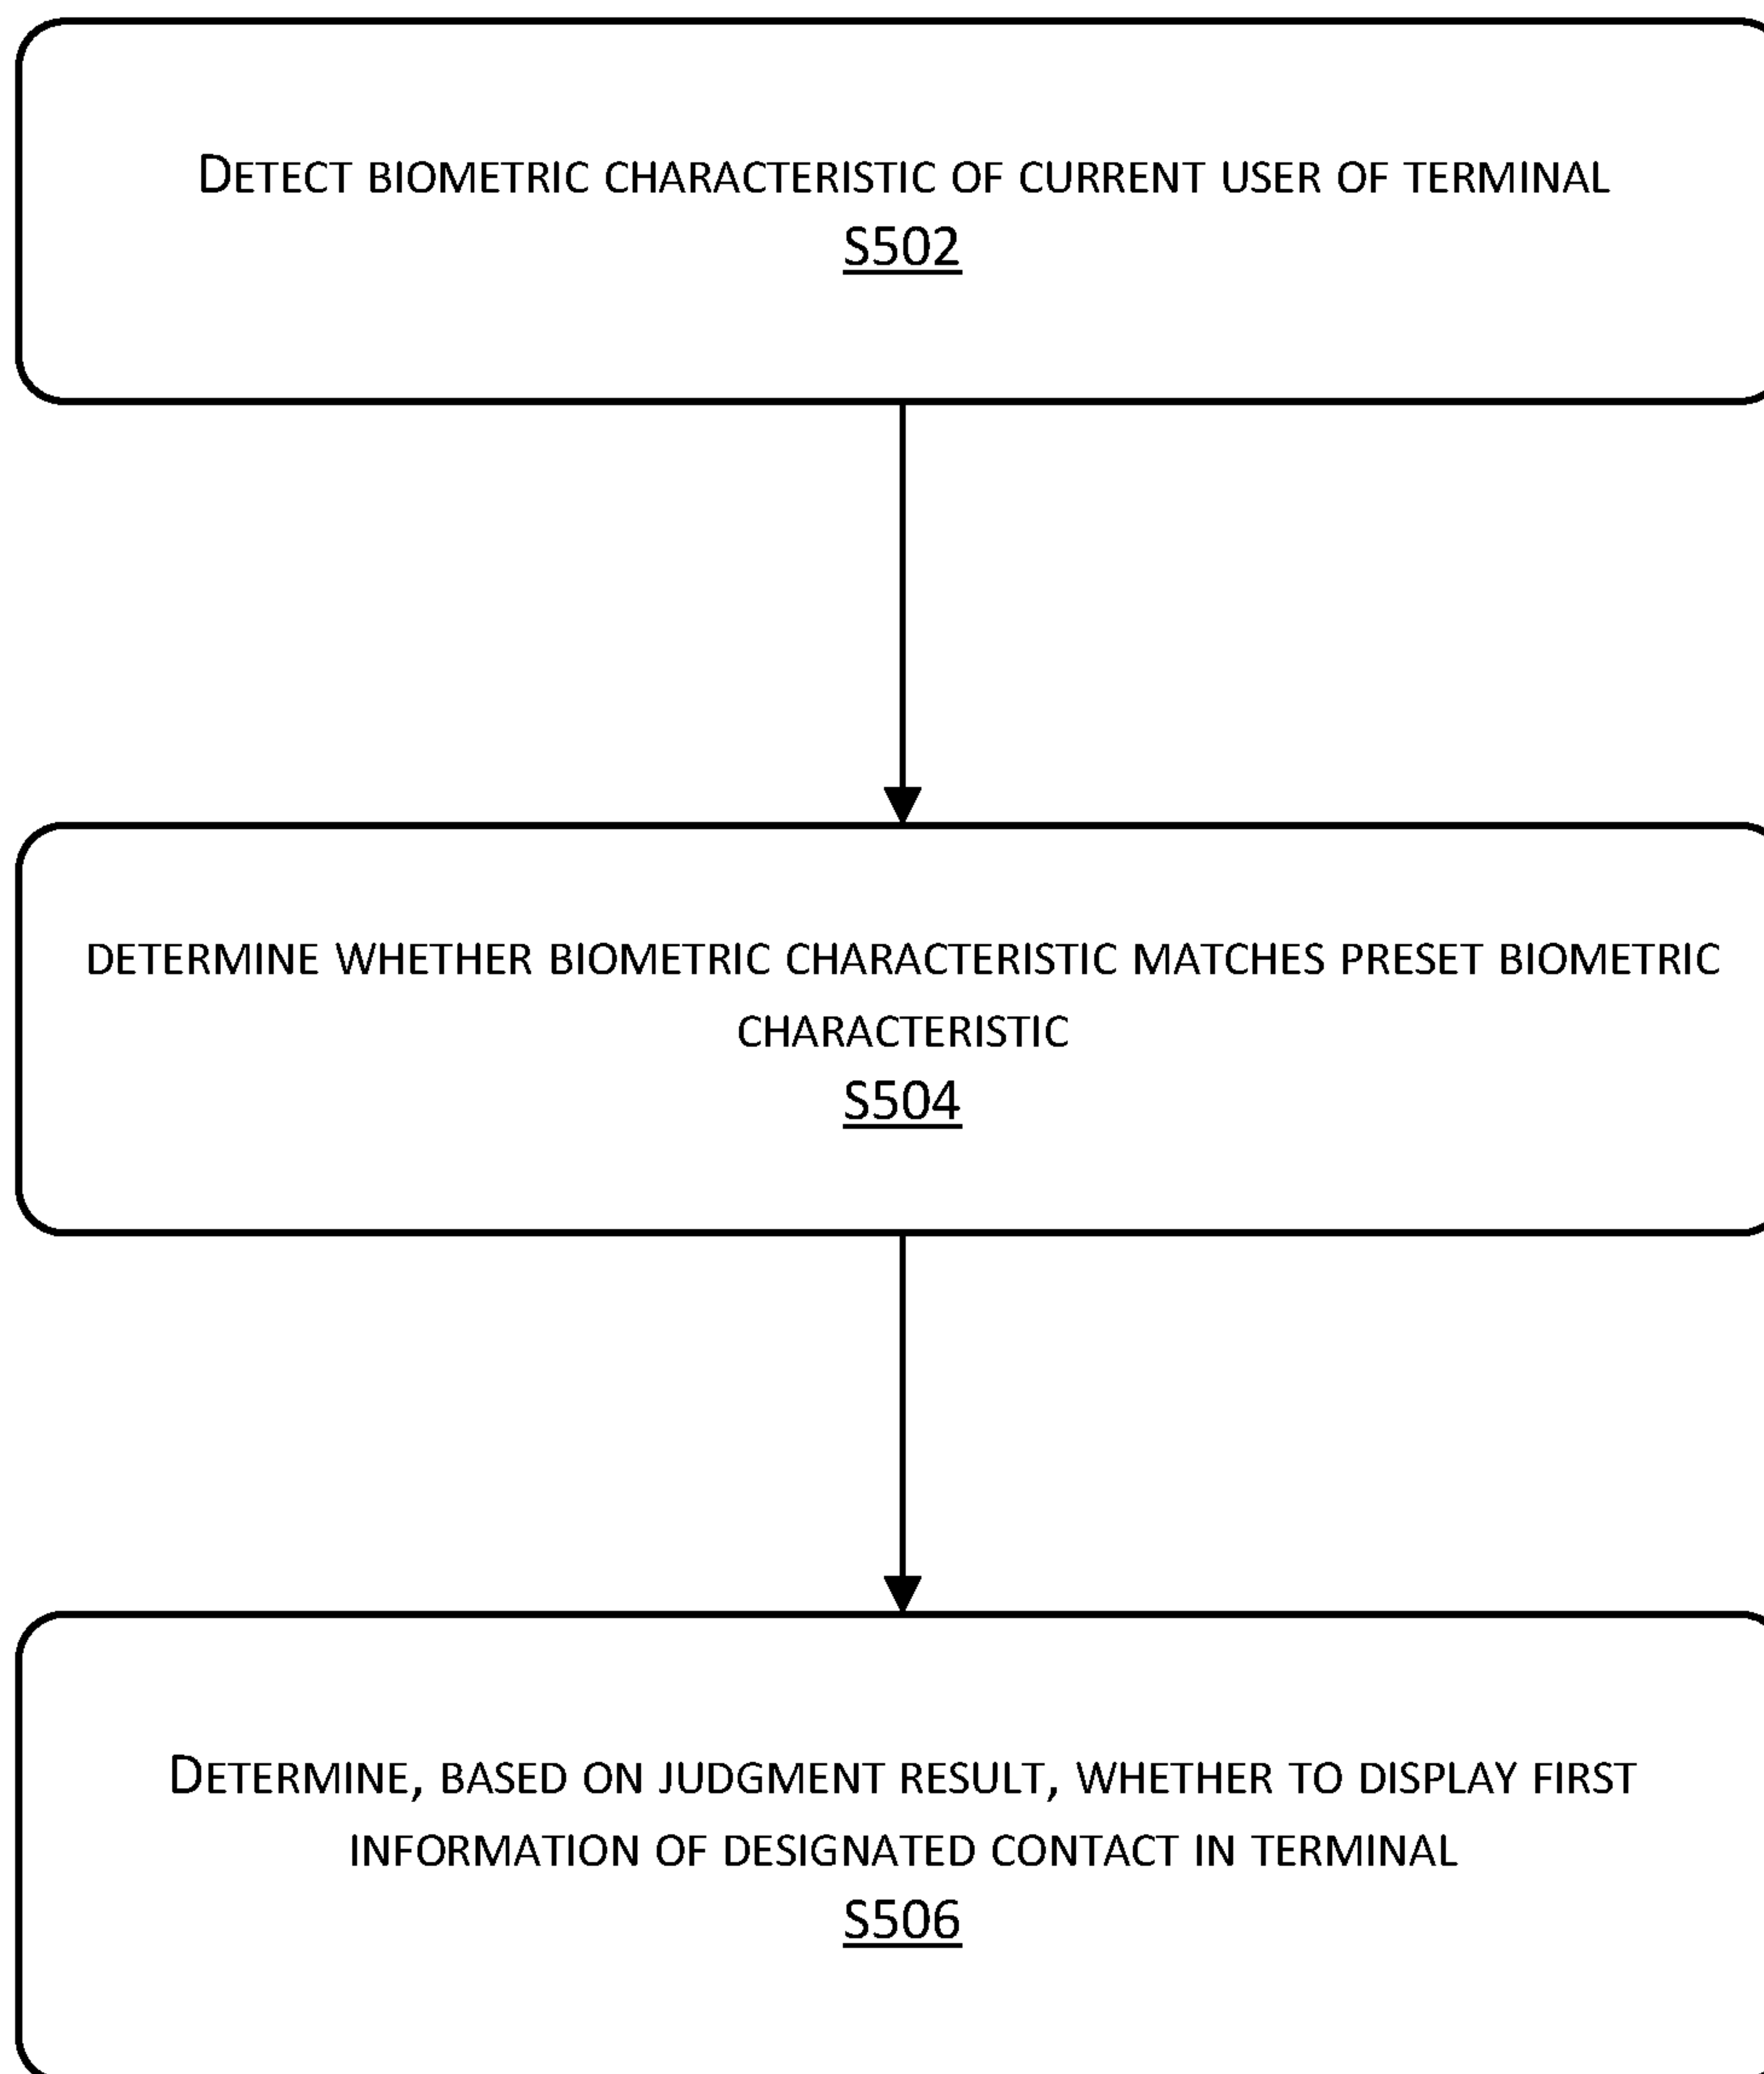 DETECT BIOMETRIC CHARACTERISTIC OF CURRENT USER OF TERMINAL
S502
DETERMINE WHETHER BIOMETRIC CHARACTERISTIC MATCHES PRESET BIOMETRIC
CHARACTERISTIC
S504
DETERMINE, BASED ON JUDGMENT RESULT, WHETHER TO DISPLAY FIRST
INFORMATION OF DESIGNATED CONTACT IN TERMINAL
S506